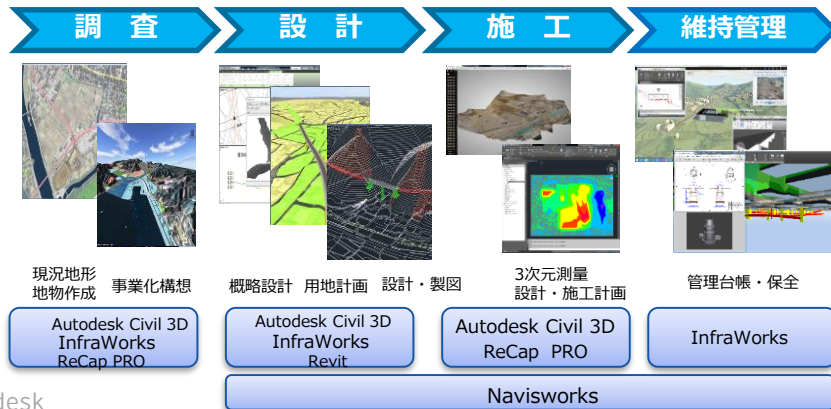 調 査
設 計
施 工
維持管理
現況地形
地物作成
事業化構想
概略設計
用地計画
設計・製図
3次元測量
設計・施工計画
管理台帳・保全
Autodesk Civil 3D
InfraWorks
ReCap PRO
Autodesk Civil 3D
InfraWorks
Revit
Autodesk Civil 3D
ReCap PRO
InfraWorks
Navisworks
desk